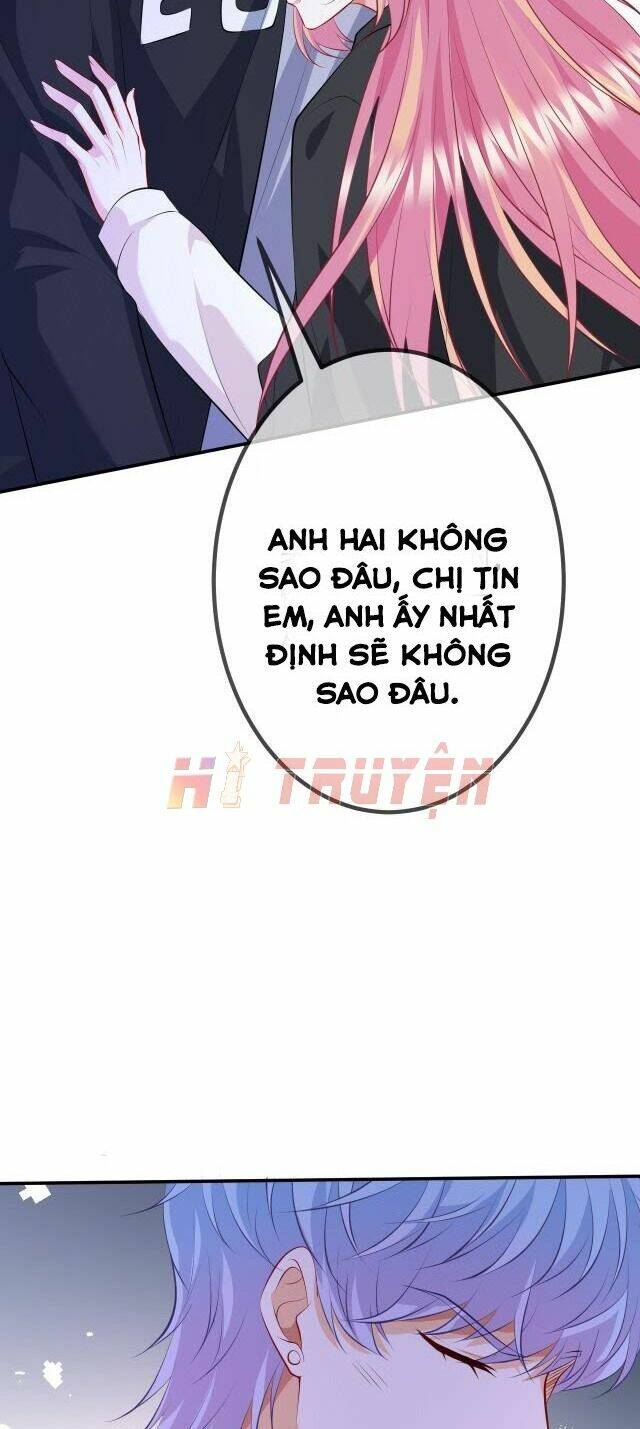 ANH HAI KHÔNG
SAO ĐÂU, CHỊ TIN
EM, ANH ẤY NHẤT
ĐỊNH SẼ KHÔNG
SAO ĐÂU.
HI TRUYỆN